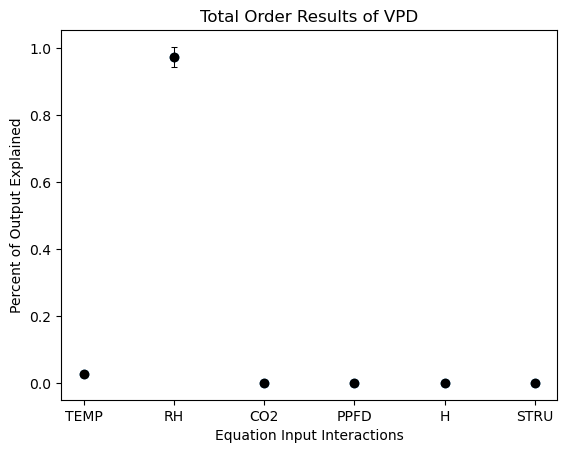 Total Order Results of VPD
Percent of Output Explained
1.0
0.8
0.6
0.4
0.2
0.0
TEMP RH CO2 PPFD H STRU
Equation Input Interactions